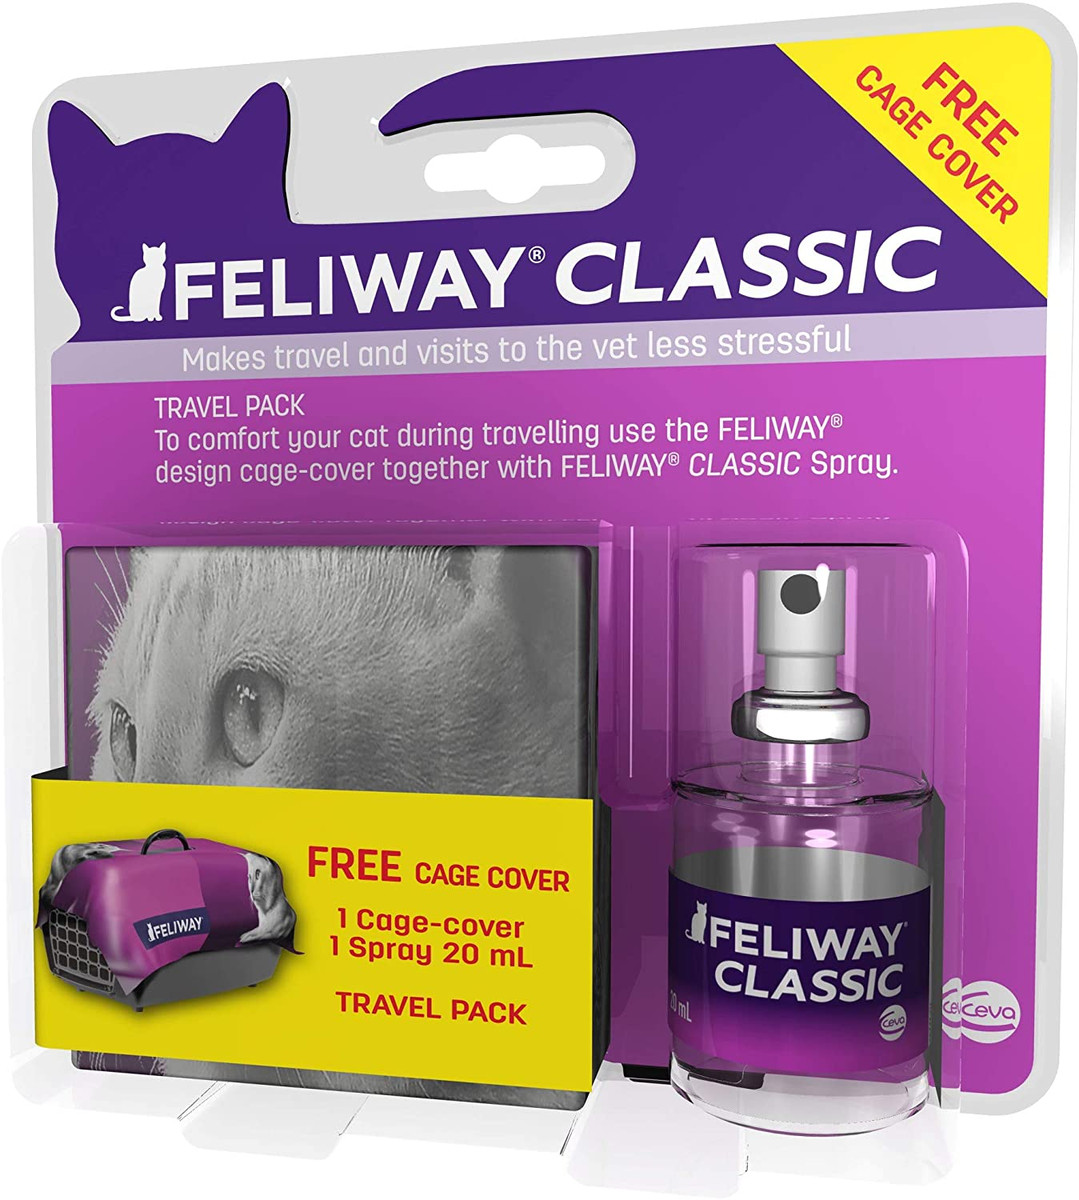 FREE
CAGE COVER
FELIWAY® CLASSIC
Makes travel and visits to the vet less stressful
TRAVEL PACK
To comfort your cat during travelling use the FELIWAY®
design cage-cover together with FELIWAY® CLASSIC Spray.
FREE CAGE COVER
1 Cage-cover
1 Spray 20 mL
TRAVEL PACK
FELIWAY
FELIWAY®
CLASSIC
20 mL
Ceva
Ceva